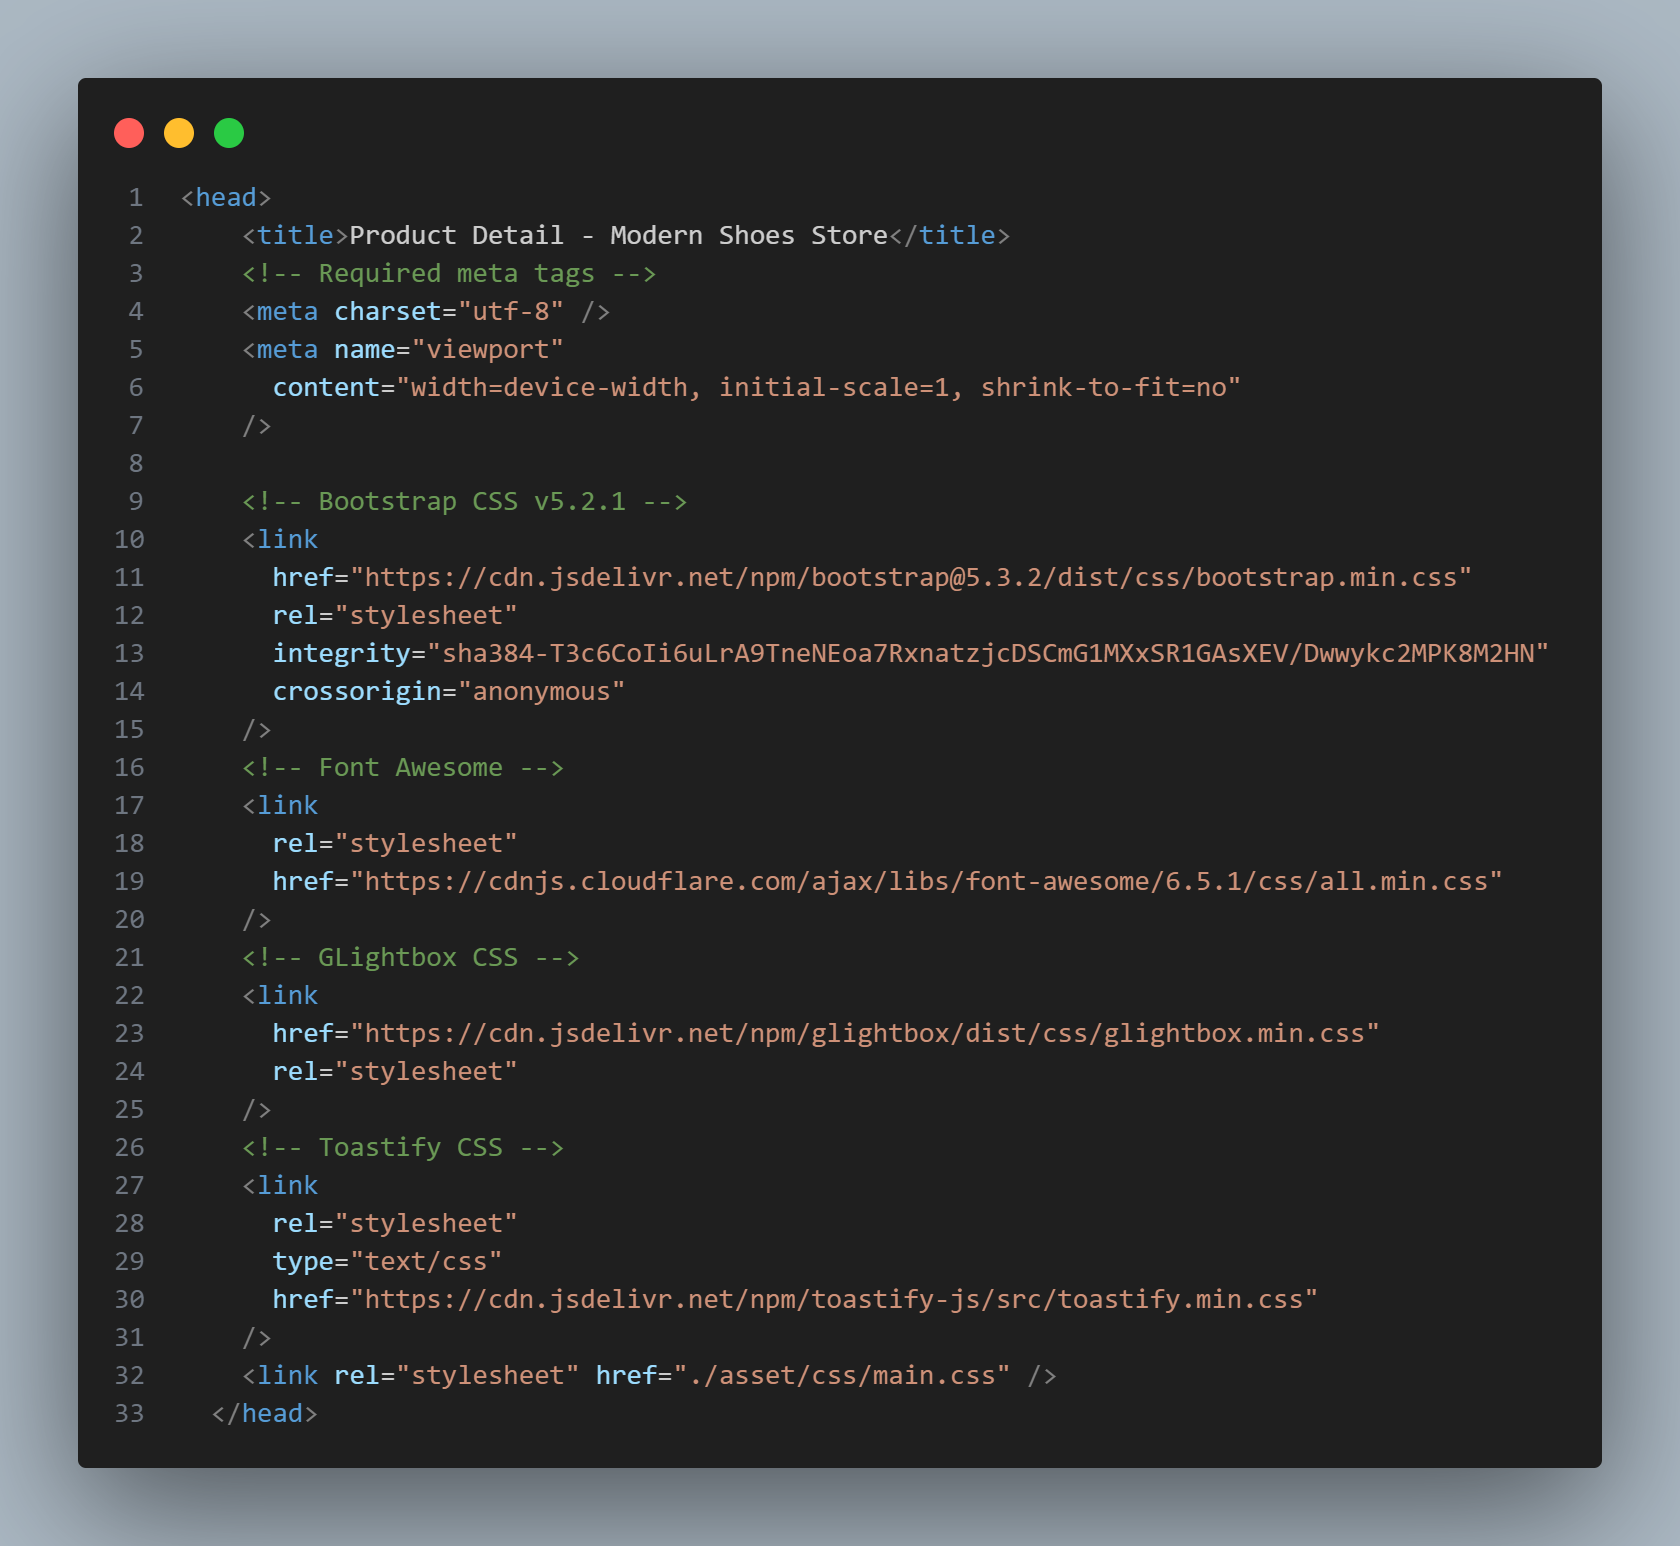 1 <head>
2     <title>Product Detail - Modern Shoes Store</title>
3     <!-- Required meta tags -->
4     <meta charset="utf-8" />
5     <meta name="viewport"
6       content="width=device-width, initial-scale=1, shrink-to-fit=no"
7     />
8
9     <!-- Bootstrap CSS v5.2.1 -->
10     <link
11       href="https://cdn.jsdelivr.net/npm/bootstrap@5.3.2/dist/css/bootstrap.min.css"
12       rel="stylesheet"
13       integrity="sha384-T3c6CoIi6uLrA9TneNEoa7RxnatzjcDSCmG1MXxSR1GAsXEV/Dwwykc2MPK8M2HN"
14       crossorigin="anonymous"
15     />
16     <!-- Font Awesome -->
17     <link
18       rel="stylesheet"
19       href="https://cdnjs.cloudflare.com/ajax/libs/font-awesome/6.5.1/css/all.min.css"
20     />
21     <!-- GLightbox CSS -->
22     <link
23       href="https://cdn.jsdelivr.net/npm/glightbox/dist/css/glightbox.min.css"
24       rel="stylesheet"
25     />
26     <!-- Toastify CSS -->
27     <link
28       rel="stylesheet"
29       type="text/css"
30       href="https://cdn.jsdelivr.net/npm/toastify-js/src/toastify.min.css"
31     />
32     <link rel="stylesheet" href="./asset/css/main.css" />
33   </head>